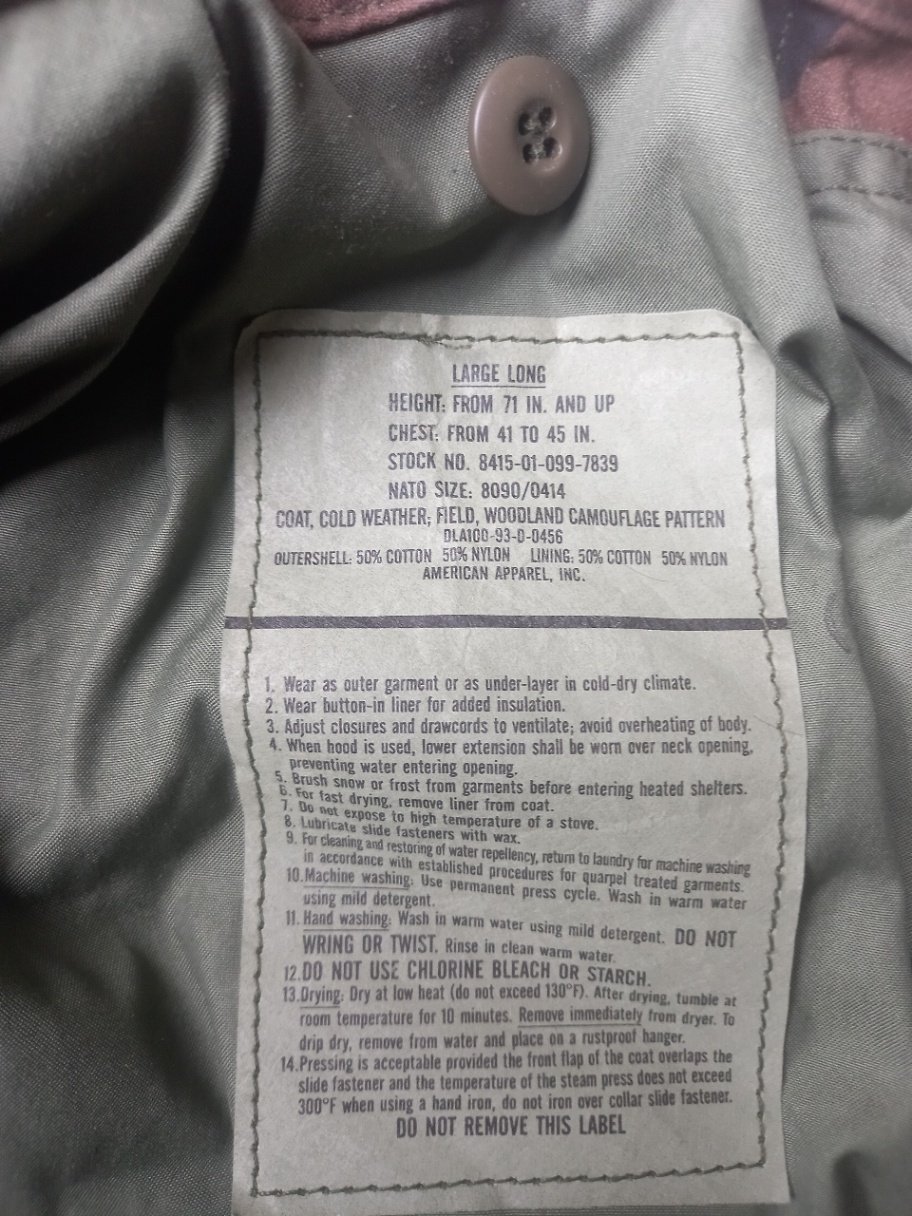 LARGE LONG
HEIGHT: FROM 71 IN. AND UP
CHEST: FROM 41 TO 45 IN.
STOCK NO. 8415-01-099-7839
NATO SIZE: 8090/0414
COAT, COLD WEATHER; FIELD, WOODLAND CAMOUFLAGE PATTERN
DLA100-93-D-0456
OUTERSHELL: 50% COTTON 50% NYLON LINING: 50% COTTON 50% NYLON
AMERICAN APPAREL, INC.
1. Wear as outer garment or as under-layer in cold-dry climate.
2. Wear button-in liner for added insulation.
3. Adjust closures and drawcords to ventilate; avoid overheating of body.
4. When hood is used, lower extension shall be worn over neck opening,
preventing water entering opening.
5. Brush snow or frost from garments before entering heated shelters.
6. For fast drying, remove liner from coat.
7. Do not expose to high temperature of a stove.
8. Lubricate slide fasteners with wax.
9. For cleaning and restoring of water repellency, return to laundry for machine washing
in accordance with established procedures for quarpel treated garments.
10. Machine washing: Use permanent press cycle. Wash in warm water
using mild detergent.
11. Hand washing: Wash in warm water using mild detergent. DO NOT
WRING OR TWIST. Rinse in clean warm water.
12. DO NOT USE CHLORINE BLEACH OR STARCH.
13. Drying: Dry at low heat (do not exceed 130°F). After drying, tumble at
room temperature for 10 minutes. Remove immediately from dryer. To
drip dry, remove from water and place on a rustproof hanger.
14. Pressing is acceptable provided the front flap of the coat overlaps the
slide fastener and the temperature of the steam press does not exceed
300°F when using a hand iron, do not iron over collar slide fastener.
DO NOT REMOVE THIS LABEL